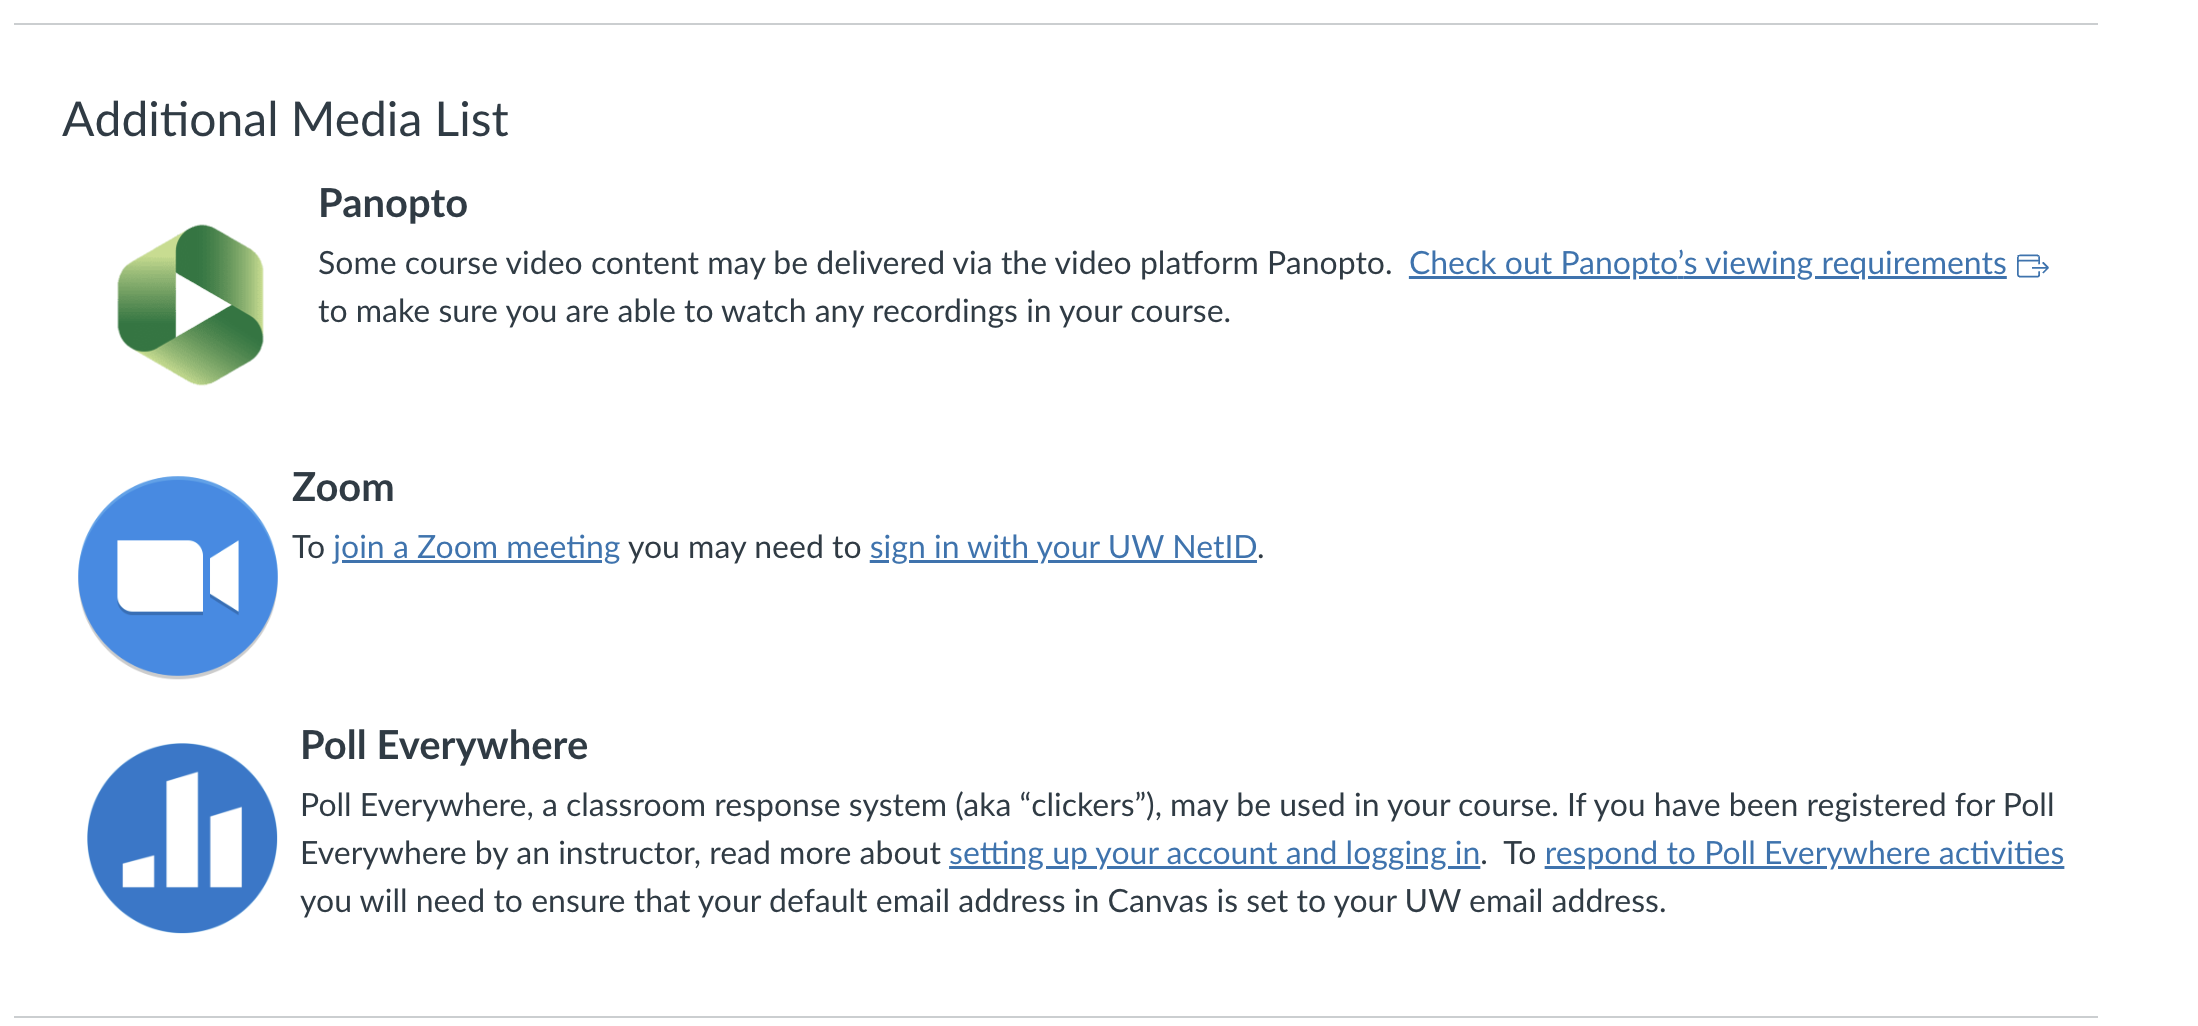 Additional Media List
Panopto
Some course video content may be delivered via the video platform Panopto.  Check out Panopto’s viewing requirements
to make sure you are able to watch any recordings in your course.
Zoom
To join a Zoom meeting you may need to sign in with your UW NetID.
Poll Everywhere
Poll Everywhere, a classroom response system (aka “clickers”), may be used in your course. If you have been registered for Poll
Everywhere by an instructor, read more about setting up your account and logging in.  To respond to Poll Everywhere activities
you will need to ensure that your default email address in Canvas is set to your UW email address.